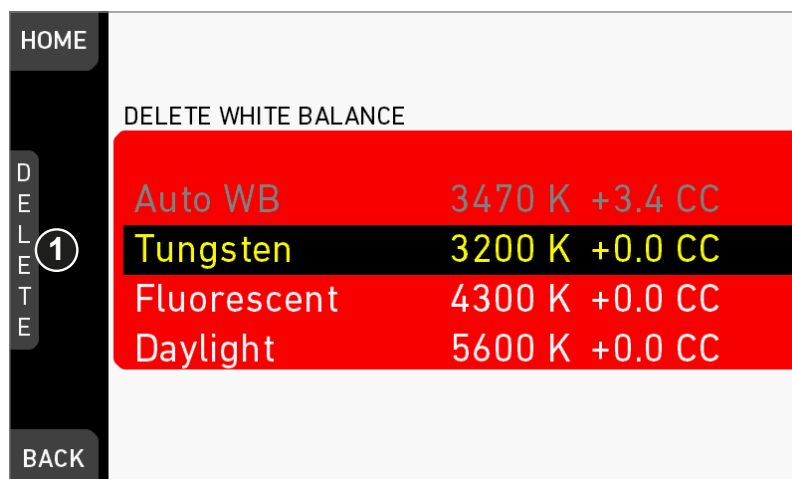 HOME
DELETE WHITE BALANCE
DELETE
1
Auto WB 3470 K +3.4 CC
Tungsten 3200 K +0.0 CC
Fluorescent 4300 K +0.0 CC
Daylight 5600 K +0.0 CC
BACK